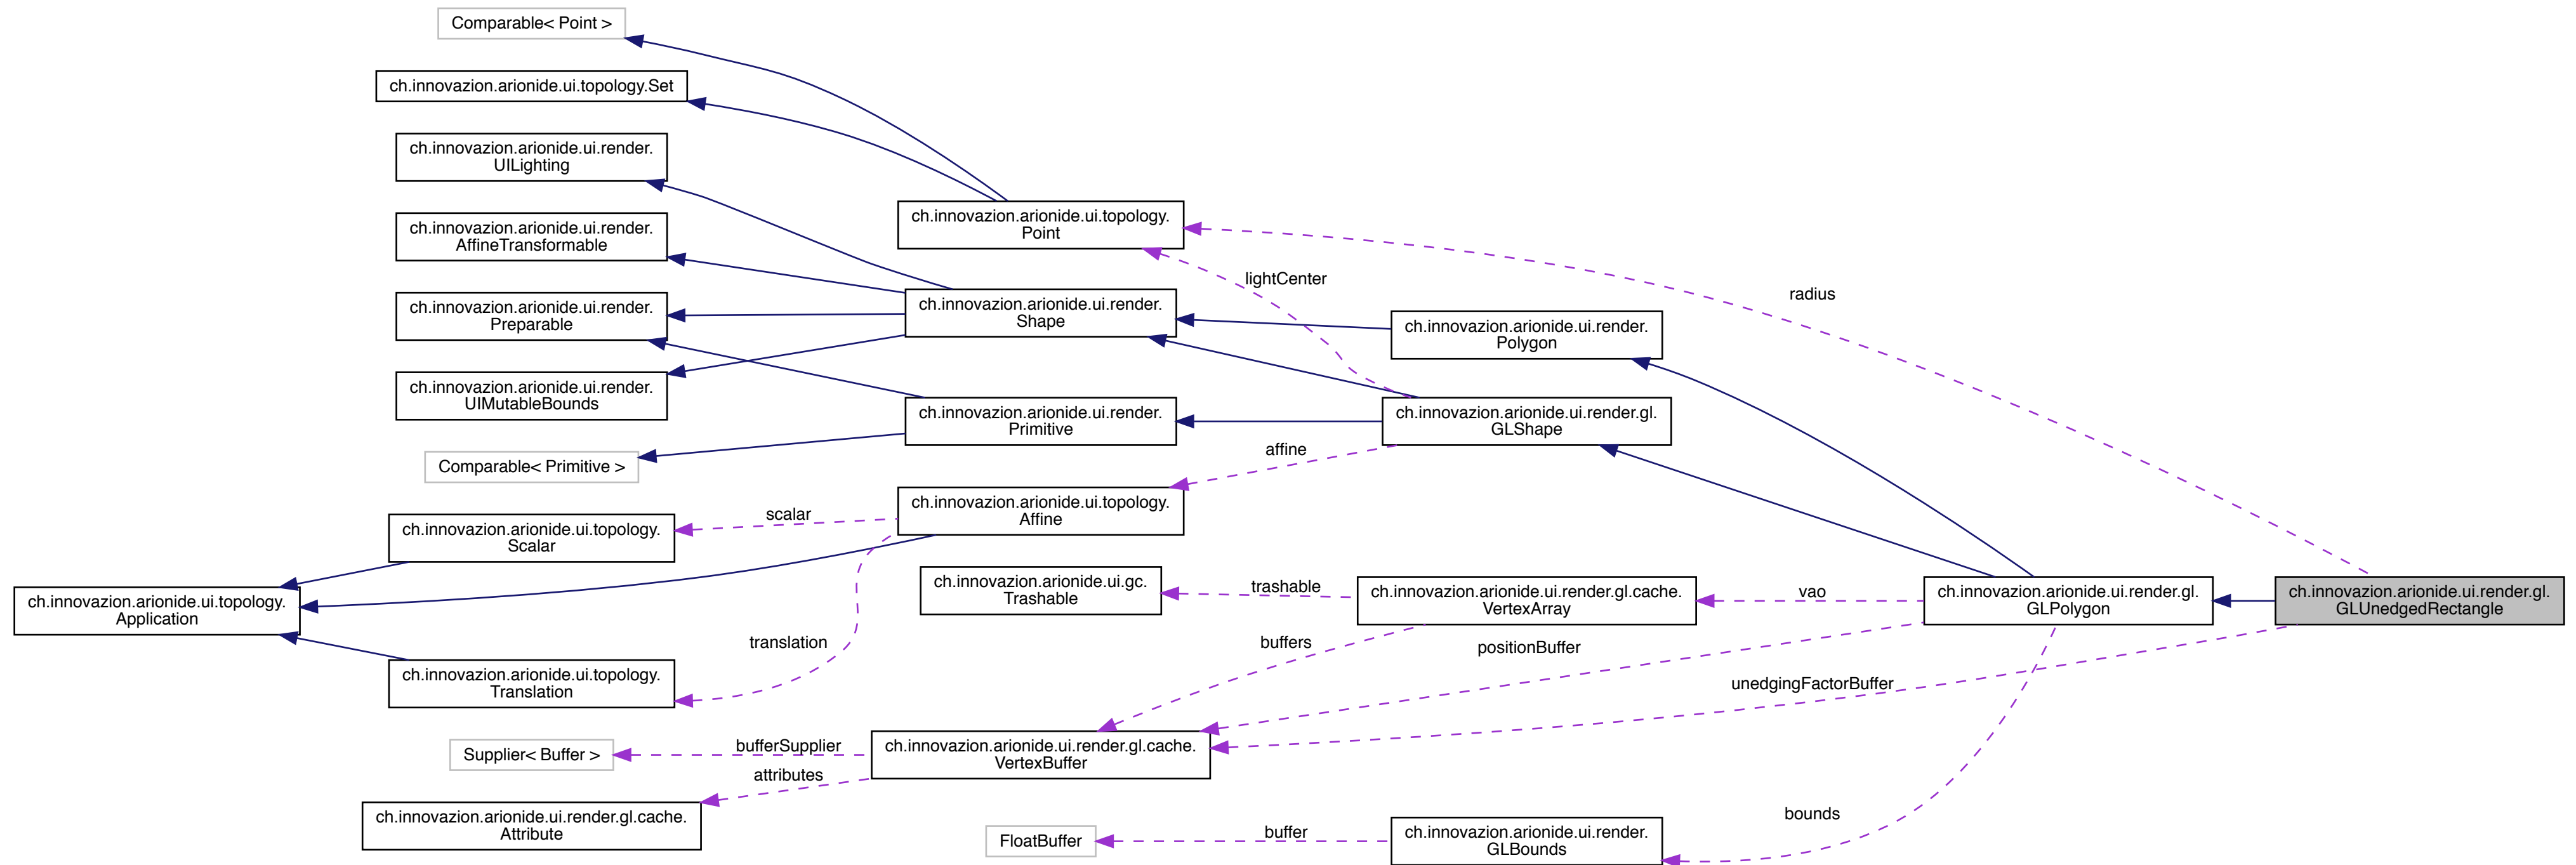 Comparable< Point >
ch.innovazion.arionide.ui.topology.Set
ch.innovazion.arionide.ui.render.
UILighting
ch.innovazion.arionide.ui.topology.
Point
ch.innovazion.arionide.ui.render.
AffineTransformable
lightCenter
radius
ch.innovazion.arionide.ui.render.
Preparable
ch.innovazion.arionide.ui.render.
Shape
ch.innovazion.arionide.ui.render.
Polygon
ch.innovazion.arionide.ui.render.
UIMutableBounds
ch.innovazion.arionide.ui.render.
Primitive
ch.innovazion.arionide.ui.render.gl.
GLShape
affine
Comparable< Primitive >
ch.innovazion.arionide.ui.topology.
Affine
scalar
ch.innovazion.arionide.ui.topology.
Scalar
ch.innovazion.arionide.ui.topology.
Application
ch.innovazion.arionide.ui.gc.
Trashable
trashable
ch.innovazion.arionide.ui.render.gl.cache.
VertexArray
vao
ch.innovazion.arionide.ui.render.gl.
GLPolygon
ch.innovazion.arionide.ui.render.gl.
GLUnedgedRectangle
translation
buffers
positionBuffer
ch.innovazion.arionide.ui.topology.
Translation
unedgingFactorBuffer
Supplier< Buffer >
bufferSupplier
ch.innovazion.arionide.ui.render.gl.cache.
VertexBuffer
attributes
ch.innovazion.arionide.ui.render.gl.cache.
Attribute
bounds
FloatBuffer
buffer
ch.innovazion.arionide.ui.render.
GLBounds